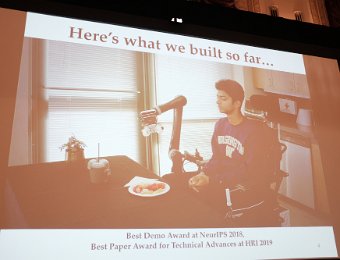 Here's what we built so far...
Best Demo Award at NeurIPS 2018,
Best Paper Award for Technical Advances at HRI 2019